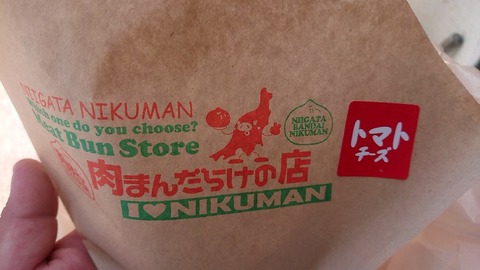 NIIGATA NIKUMAN
Which one do you choose?
Meat Bun Store
NIIGATA
BANDAI
NIKUMAN
肉まんだらけの店
I♥NIKUMAN
トマト
チーズ